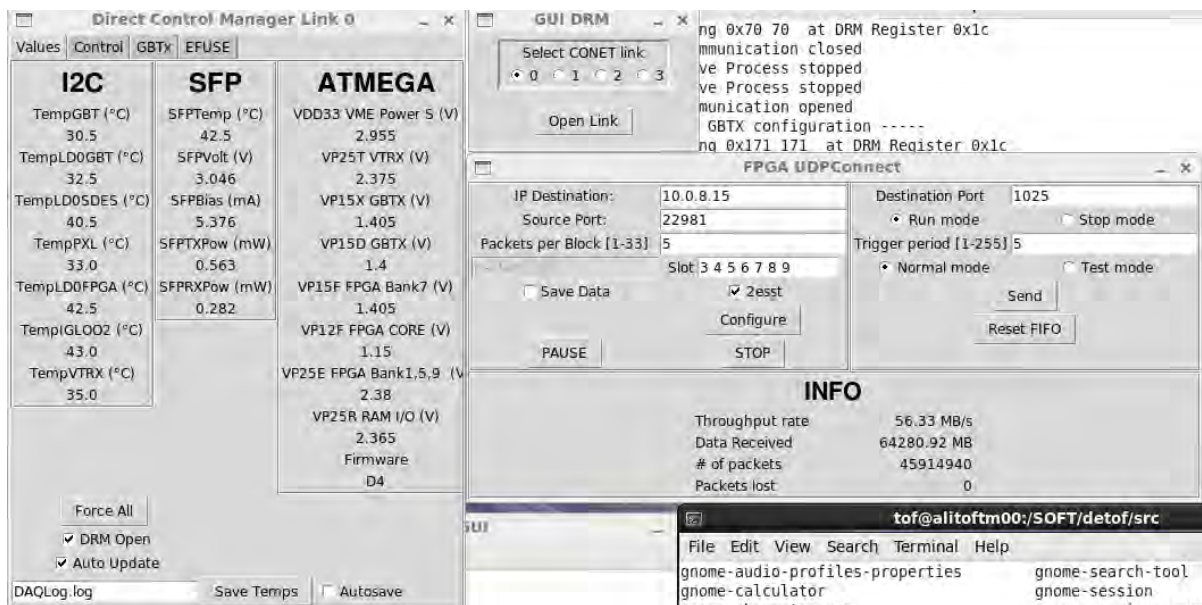 Direct Control Manager Link 0
Values Control GBTx EFUSE
I2C
TempGBT (°C)
30.5
TempLD0GBT (°C)
32.5
TempLD0SDES (°C)
40.5
TempPXL (°C)
33.0
TempLD0FPGA (°C)
42.5
TempIGLOO2 (°C)
43.0
TempVTRX (°C)
35.0
SFP
SFPTemp (°C)
42.5
SFPVolt (V)
3.046
SFPBias (mA)
5.376
SFPTXPow (mW)
0.563
SFPRXPow (mW)
0.282
ATMEGA
VDD33 VME Power S (V)
2.955
VP25T VTRX (V)
2.375
VP15X GBTX (V)
1.405
VP15D GBTX (V)
1.4
VP15F FPGA Bank7 (V)
1.405
VP12F FPGA CORE (V)
1.15
VP25E FPGA Bank1,5,9 (V
2.38
VP25R RAM I/O (V)
2.365
Firmware
D4
Force All
DRM Open
Auto Update
DAQLog.log Save Temps Autosave
GUI DRM
Select CONET link
0 1 2 3
Open Link
ng 0x70 70 at DRM Register 0x1c
mmunication closed
ve Process stopped
ve Process stopped
munication opened
GBTX configuration -----
ng 0x171 171 at DRM Register 0x1c
FPGA UDPConnect
IP Destination: 10.0.8.15
Source Port: 22981
Packets per Block [1-33] 5
Slot 3 4 5 6 7 8 9
Save Data 2esst
Configure
PAUSE STOP
Destination Port 1025
Run mode Stop mode
Trigger period [1-255] 5
Normal mode Test mode
Send
Reset FIFO
INFO
Throughput rate 56.33 MB/s
Data Received 64280.92 MB
# of packets 45914940
Packets lost 0
GUI
tof@alitoftm00:/SOFT/detof/src
File Edit View Search Terminal Help
gnome-audio-profiles-properties gnome-search-tool
gnome-calculator gnome-session